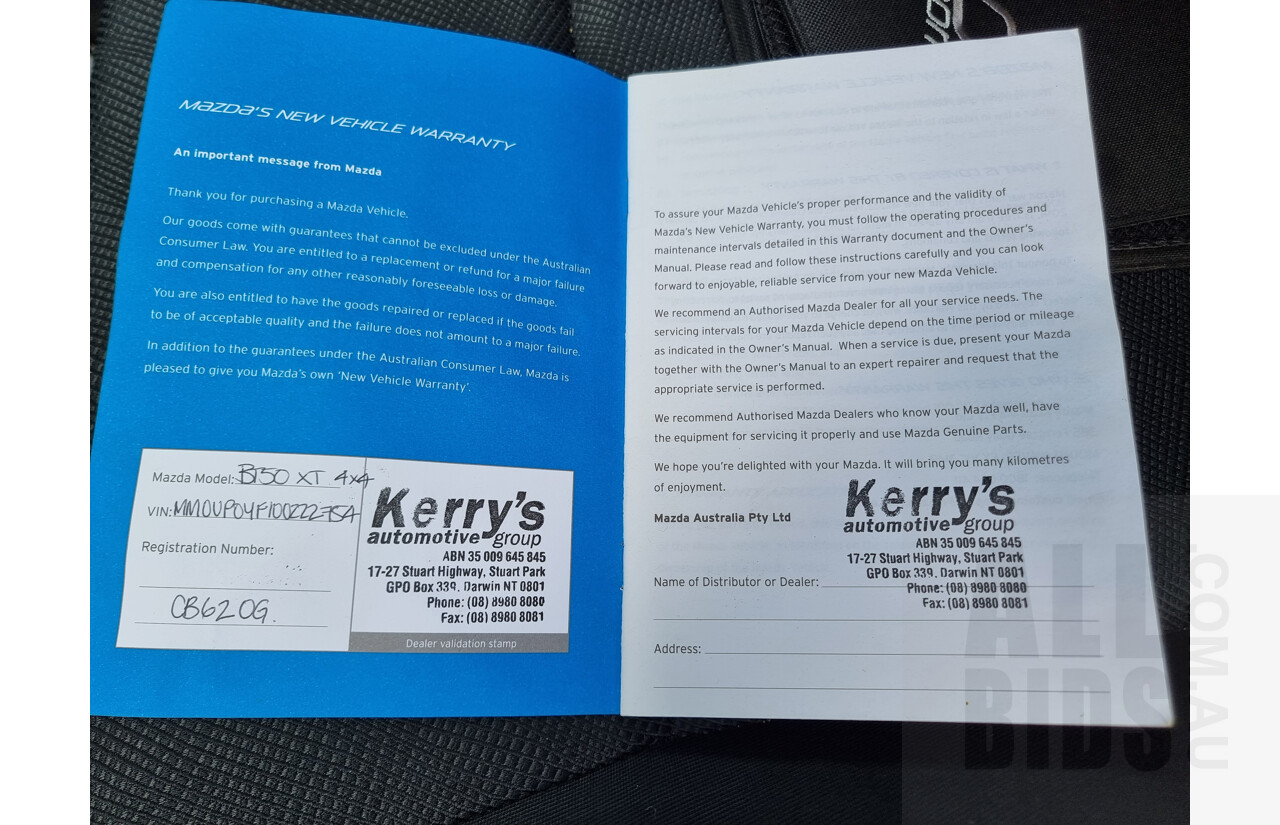 Mazda's New Vehicle Warranty
An important message from Mazda
Thank you for purchasing a Mazda Vehicle.
Our goods come with guarantees that cannot be excluded under the Australian
Consumer Law. You are entitled to a replacement or refund for a major failure
and compensation for any other reasonably foreseeable loss or damage.
You are also entitled to have the goods repaired or replaced if the goods fail
to be of acceptable quality and the failure does not amount to a major failure.
In addition to the guarantees under the Australian Consumer Law, Mazda is
pleased to give you Mazda's own 'New Vehicle Warranty'.
Mazda Model: BT50 XT 4x4
VIN:
Registration Number:
CB62OG.
Kerry's
automotive group
ABN 35 009 645 845
17-27 Stuart Highway, Stuart Park
GPO Box 339, Darwin NT 0801
Phone: (08) 8980 8080
Fax: (08) 8980 8081
Dealer validation stamp
To assure your Mazda Vehicle's proper performance and the validity of
Mazda's New Vehicle Warranty, you must follow the operating procedures and
maintenance intervals detailed in this Warranty document and the Owner's
Manual. Please read and follow these instructions carefully and you can look
forward to enjoyable, reliable service from your new Mazda Vehicle.
We recommend an Authorised Mazda Dealer for all your service needs. The
servicing intervals for your Mazda Vehicle depend on the time period or mileage
as indicated in the Owner's Manual. When a service is due, present your Mazda
together with the Owner's Manual to an expert repairer and request that the
appropriate service is performed.
We recommend Authorised Mazda Dealers who know your Mazda well, have
the equipment for servicing it properly and use Mazda Genuine Parts.
We hope you're delighted with your Mazda. It will bring you many kilometres
of enjoyment.
Mazda Australia Pty Ltd
Kerry's
automotive group
ABN 35 009 645 845
17-27 Stuart Highway, Stuart Park
GPO Box 339, Darwin NT 0801
Name of Distributor or Dealer:
Phone: (08) 8980 8080
Fax: (08) 8980 8081
Address:
ALL
BIDS
.COM.AU